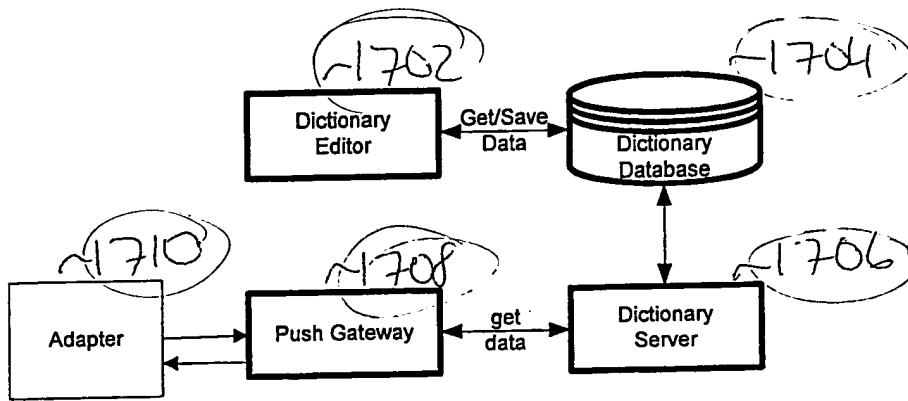 ~1702
~1704
Dictionary
Editor
Get/Save
Data
Dictionary
Database
~1710
~1708
~1706
Adapter
Push Gateway
get
data
Dictionary
Server